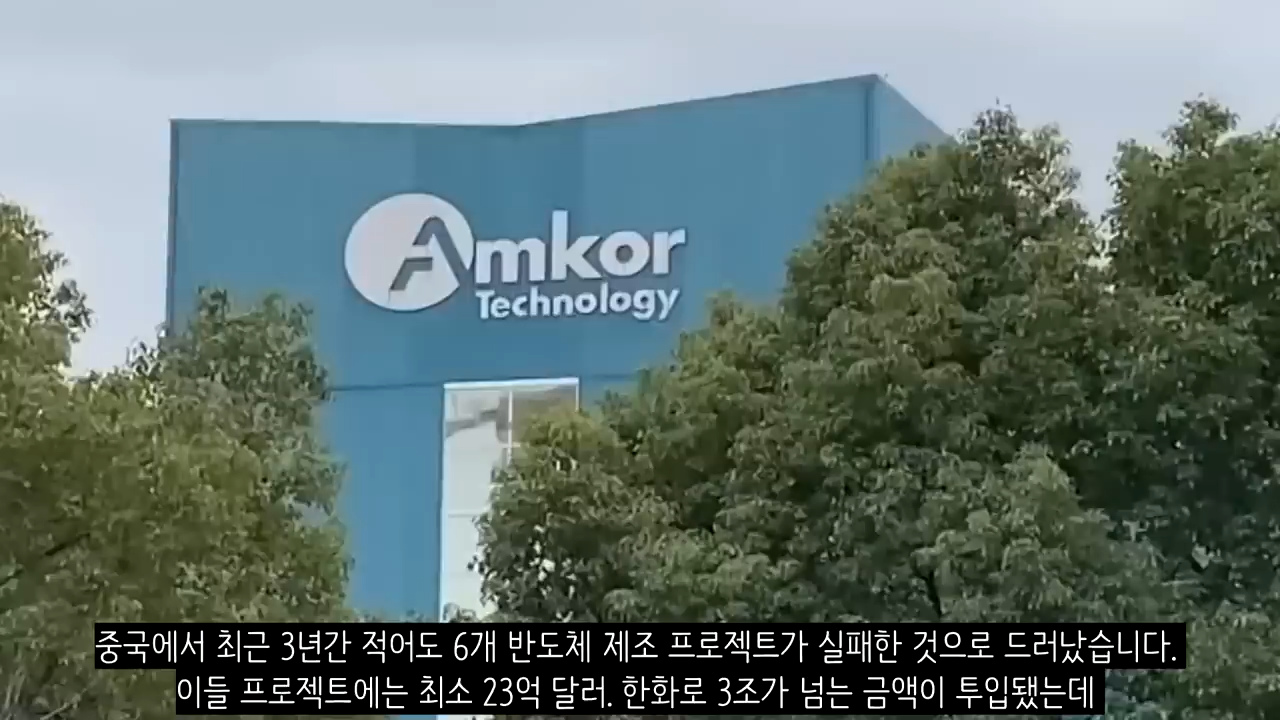 Amkor
Technology
중국에서 최근 3년간 적어도 6개 반도체 제조 프로젝트가 실패한 것으로 드러났습니다.
이들 프로젝트에는 최소 23억 달러. 한화로 3조가 넘는 금액이 투입됐는데